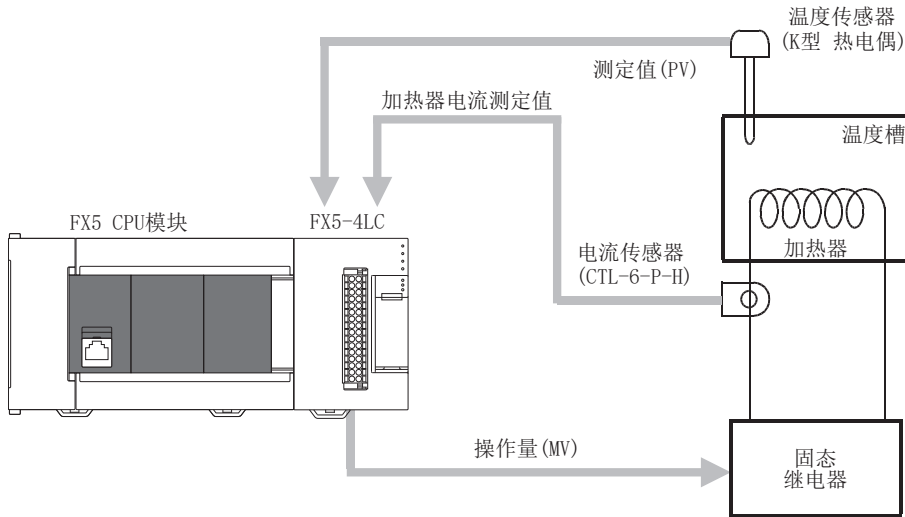 温度传感器
(K型 热电偶)
测定值(PV)
加热器电流测定值
温度槽
FX5 CPU模块
FX5-4LC
加热器
电流传感器
(CTL-6-P-H)
操作量(MV)
固态
继电器